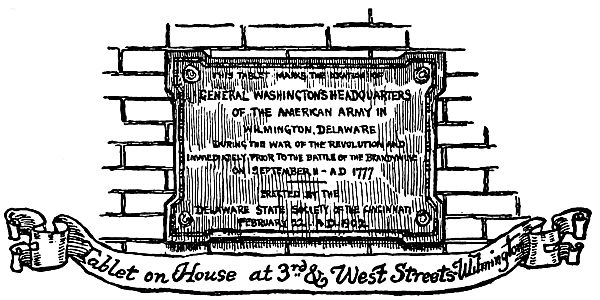 THIS TABLET MARKS THE LOCATION OF
GENERAL WASHINGTON'S HEADQUARTERS
OF THE AMERICAN ARMY IN
WILMINGTON, DELAWARE
DURING THE WAR OF THE REVOLUTION AND
IMMEDIATELY PRIOR TO THE BATTLE OF THE BRANDYWINE
ON SEPTEMBER 11 - A.D 1777
ERECTED BY THE
DELAWARE STATE SOCIETY OF THE CINCINNATI
FEBRUARY 22 A.D. 1902
Tablet on House at 3rd & West Streets Wilmington